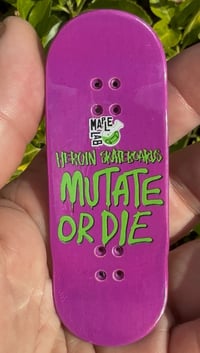 MAPLE
LAB
HEROIN SKATEBOARDS
MUTATE
OR DIE